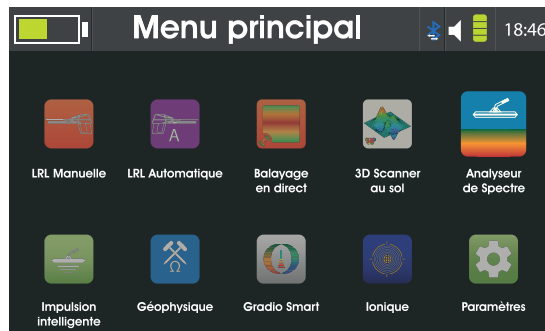 Menu principal
18:46
A
LRL Manuelle
LRL Automatique
Balayage
en direct
3D Scanner
au sol
Analyseur
de Spectre
Ω
Impulsion
intelligente
Géophysique
Gradio Smart
Ionique
Paramètres